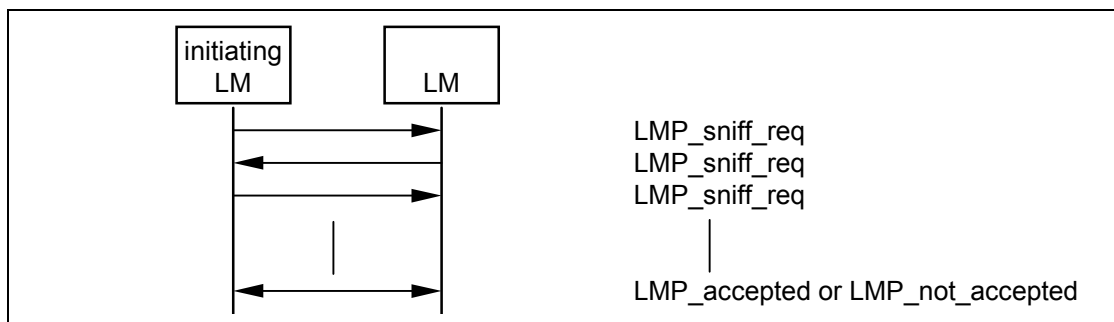 initiating
LM
LM
LMP_sniff_req
LMP_sniff_req
LMP_sniff_req
LMP_accepted or LMP_not_accepted